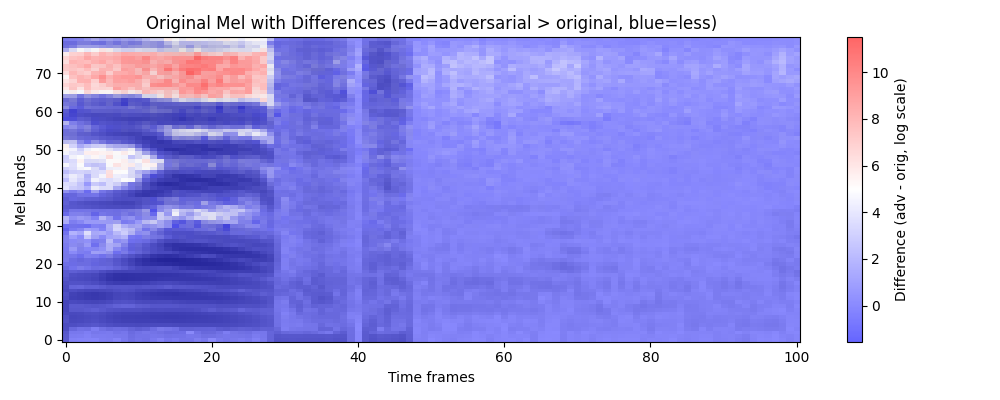 Original Mel with Differences (red=adversarial > original, blue=less)
Mel bands
70
60
50
40
30
20
10
0
0 20 40 60 80 100
Time frames
10
8
6
4
2
0
Difference (adv - orig, log scale)